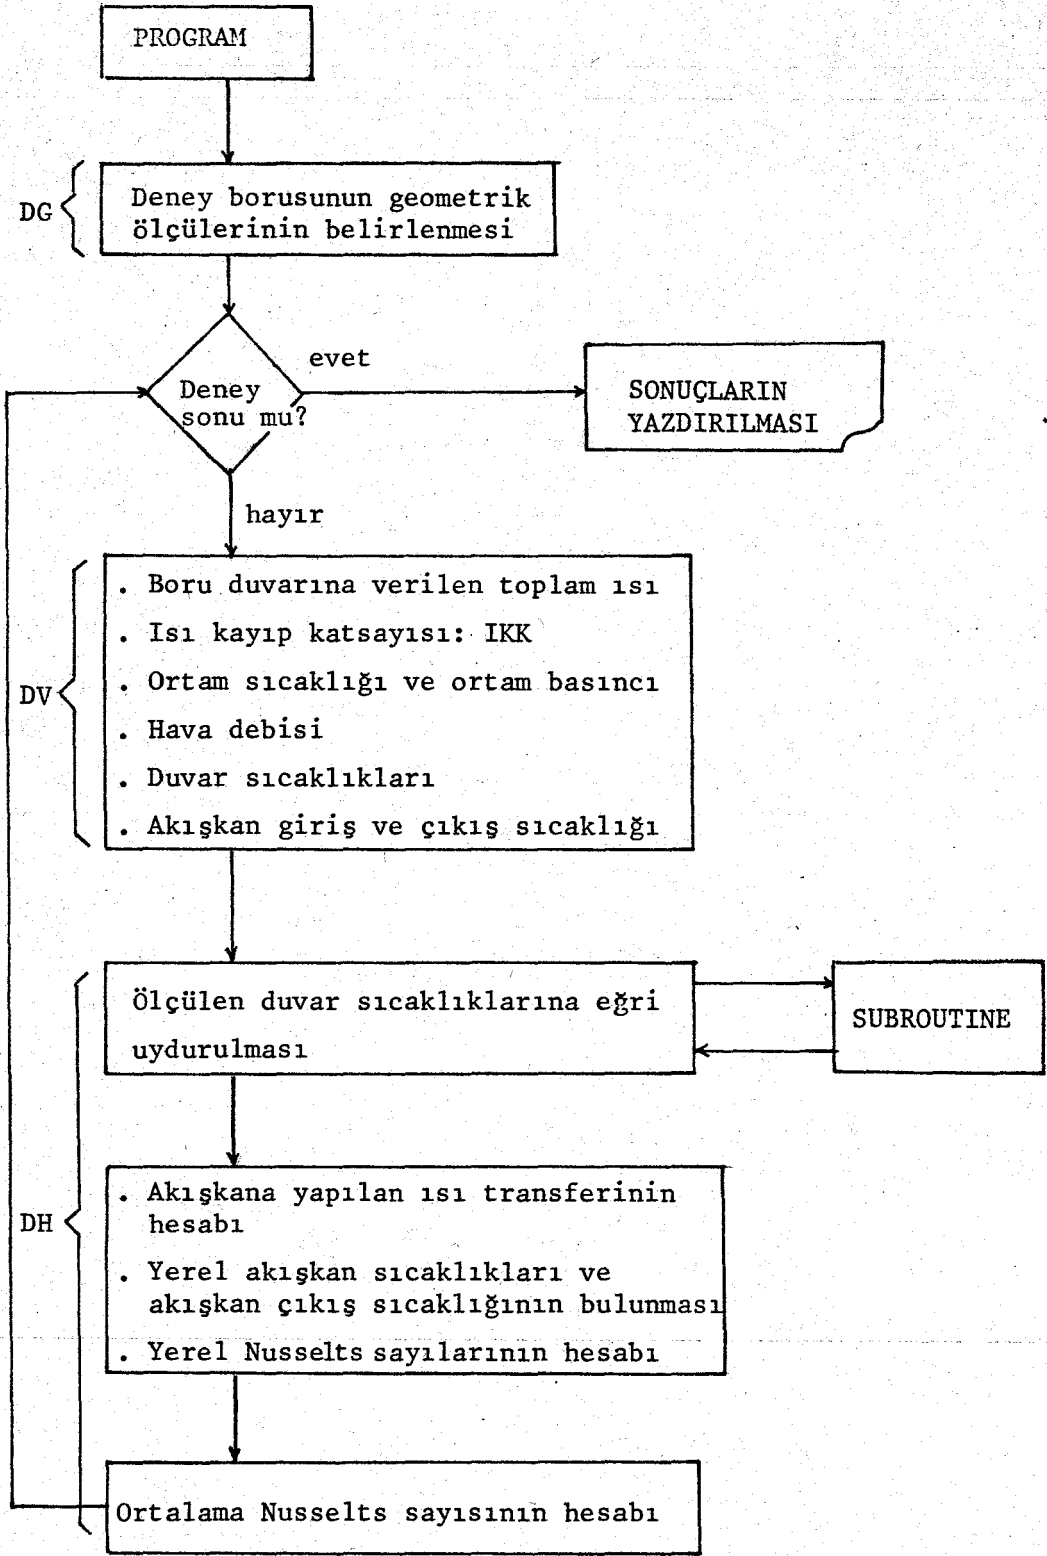 PROGRAM
DG
Deney borusunun geometrik
ölçülerinin belirlenmesi
evet
Deney
sonu mu?
SONUÇLARIN
YAZDIRILMASI
hayır
DV
. Boru duvarına verilen toplam ısı
. Isı kayıp katsayısı: IKK
. Ortam sıcaklığı ve ortam basıncı
. Hava debisi
. Duvar sıcaklıkları
. Akışkan giriş ve çıkış sıcaklığı
Ölçülen duvar sıcaklıklarına eğri
uydurulması
SUBROUTINE
DH
. Akışkana yapılan ısı transferinin
hesabı
. Yerel akışkan sıcaklıkları ve
akışkan çıkış sıcaklığının bulunması
. Yerel Nusselts sayılarının hesabı
Ortalama Nusselts sayısının hesabı